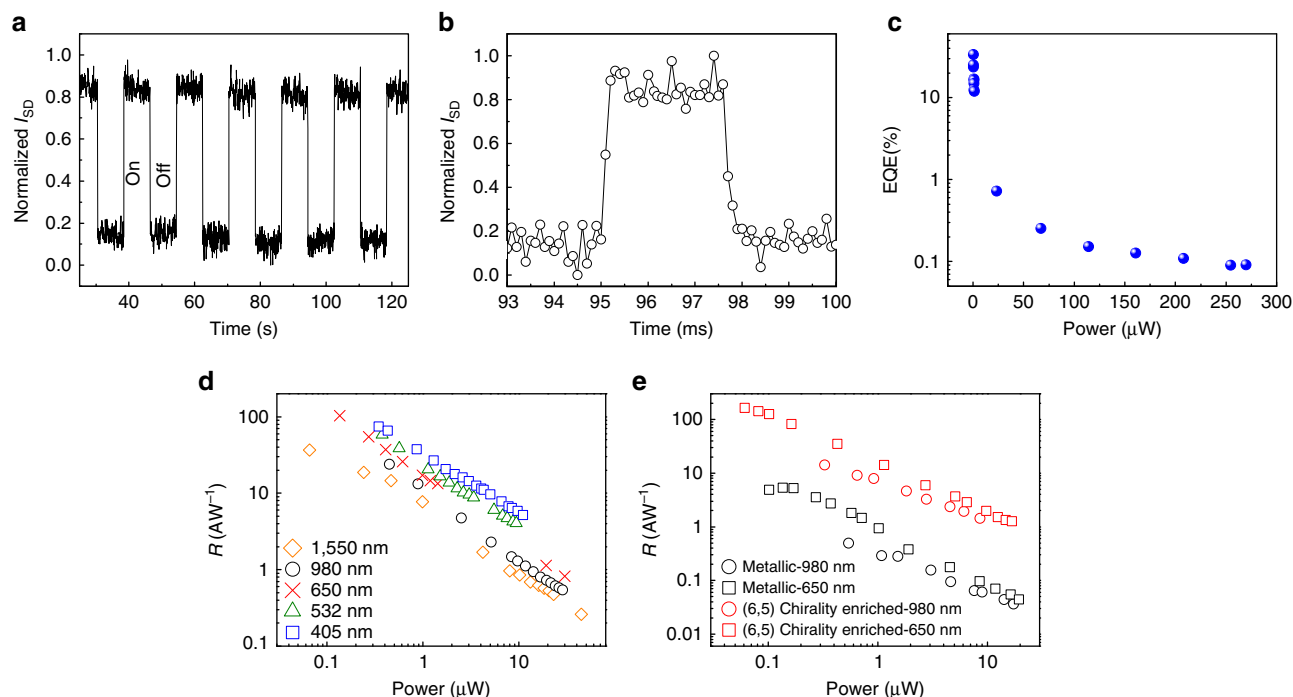 a
Normalized I_SD
1.0
0.8
0.6
0.4
0.2
0.0
On
Off
40
60
80
100
120
Time (s)
b
Normalized I_SD
1.0
0.8
0.6
0.4
0.2
0.0
93
94
95
96
97
98
99
100
Time (ms)
c
EQE(%)
10
1
0.1
0
50
100
150
200
250
300
Power (μW)
d
R (AW⁻¹)
100
10
1
0.1
1,550 nm
980 nm
650 nm
532 nm
405 nm
0.1
1
10
Power (μW)
e
R (AW⁻¹)
100
10
1
0.1
0.01
Metallic-980 nm
Metallic-650 nm
(6,5) Chirality enriched-980 nm
(6,5) Chirality enriched-650 nm
0.1
1
10
Power (μW)